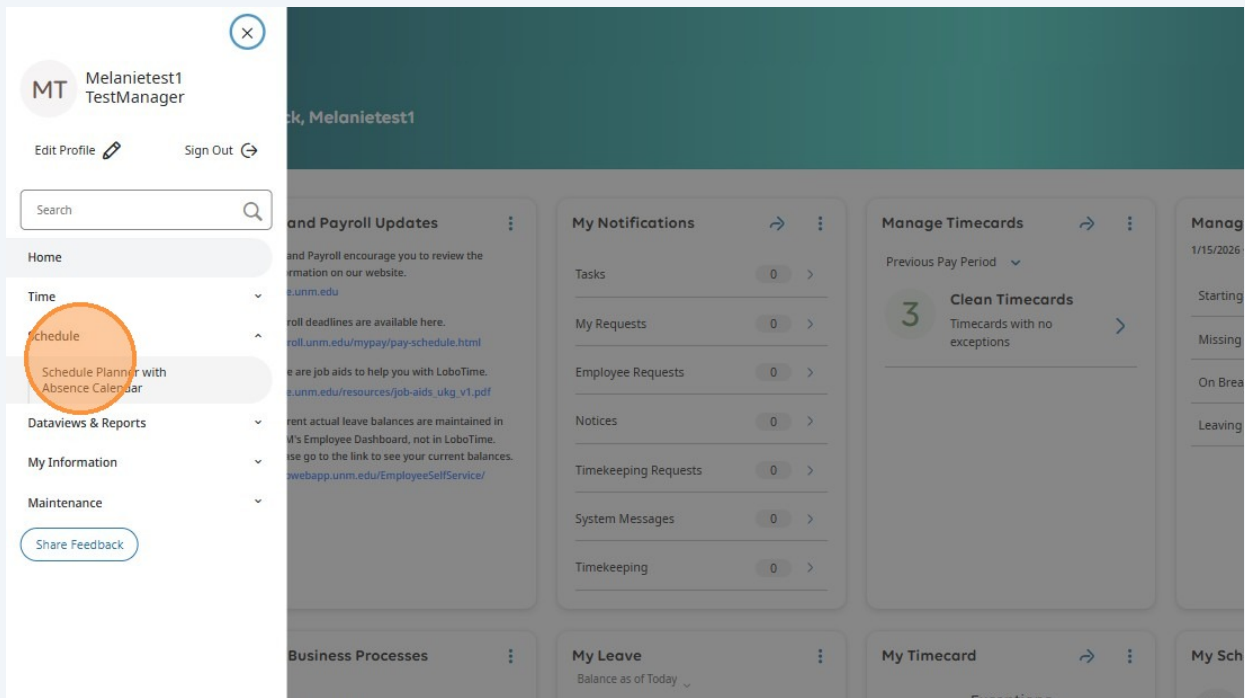 MT
Melanietest1
TestManager
Edit Profile
Sign Out
Search
Home
Time
Schedule
Schedule Planner with
Absence Calendar
Dataviews & Reports
My Information
Maintenance
Share Feedback
ck, Melanietest1
and Payroll Updates
and Payroll encourage you to review the
rmation on our website.
e.unm.edu
roll deadlines are available here.
roll.unm.edu/mypay/pay-schedule.html
e are job aids to help you with LoboTime.
e.unm.edu/resources/job-aids_ukg_v1.pdf
rent actual leave balances are maintained in
M's Employee Dashboard, not in LoboTime.
ase go to the link to see your current balances.
owebapp.unm.edu/EmployeeSelfService/
My Notifications
Tasks 0
My Requests 0
Employee Requests 0
Notices 0
Timekeeping Requests 0
System Messages 0
Timekeeping 0
Manage Timecards
Previous Pay Period
3
Clean Timecards
Timecards with no
exceptions
Manag
1/15/2026
Starting
Missing
On Brea
Leaving
Business Processes
My Leave
Balance as of Today
My Timecard
Exceptions
My Sch